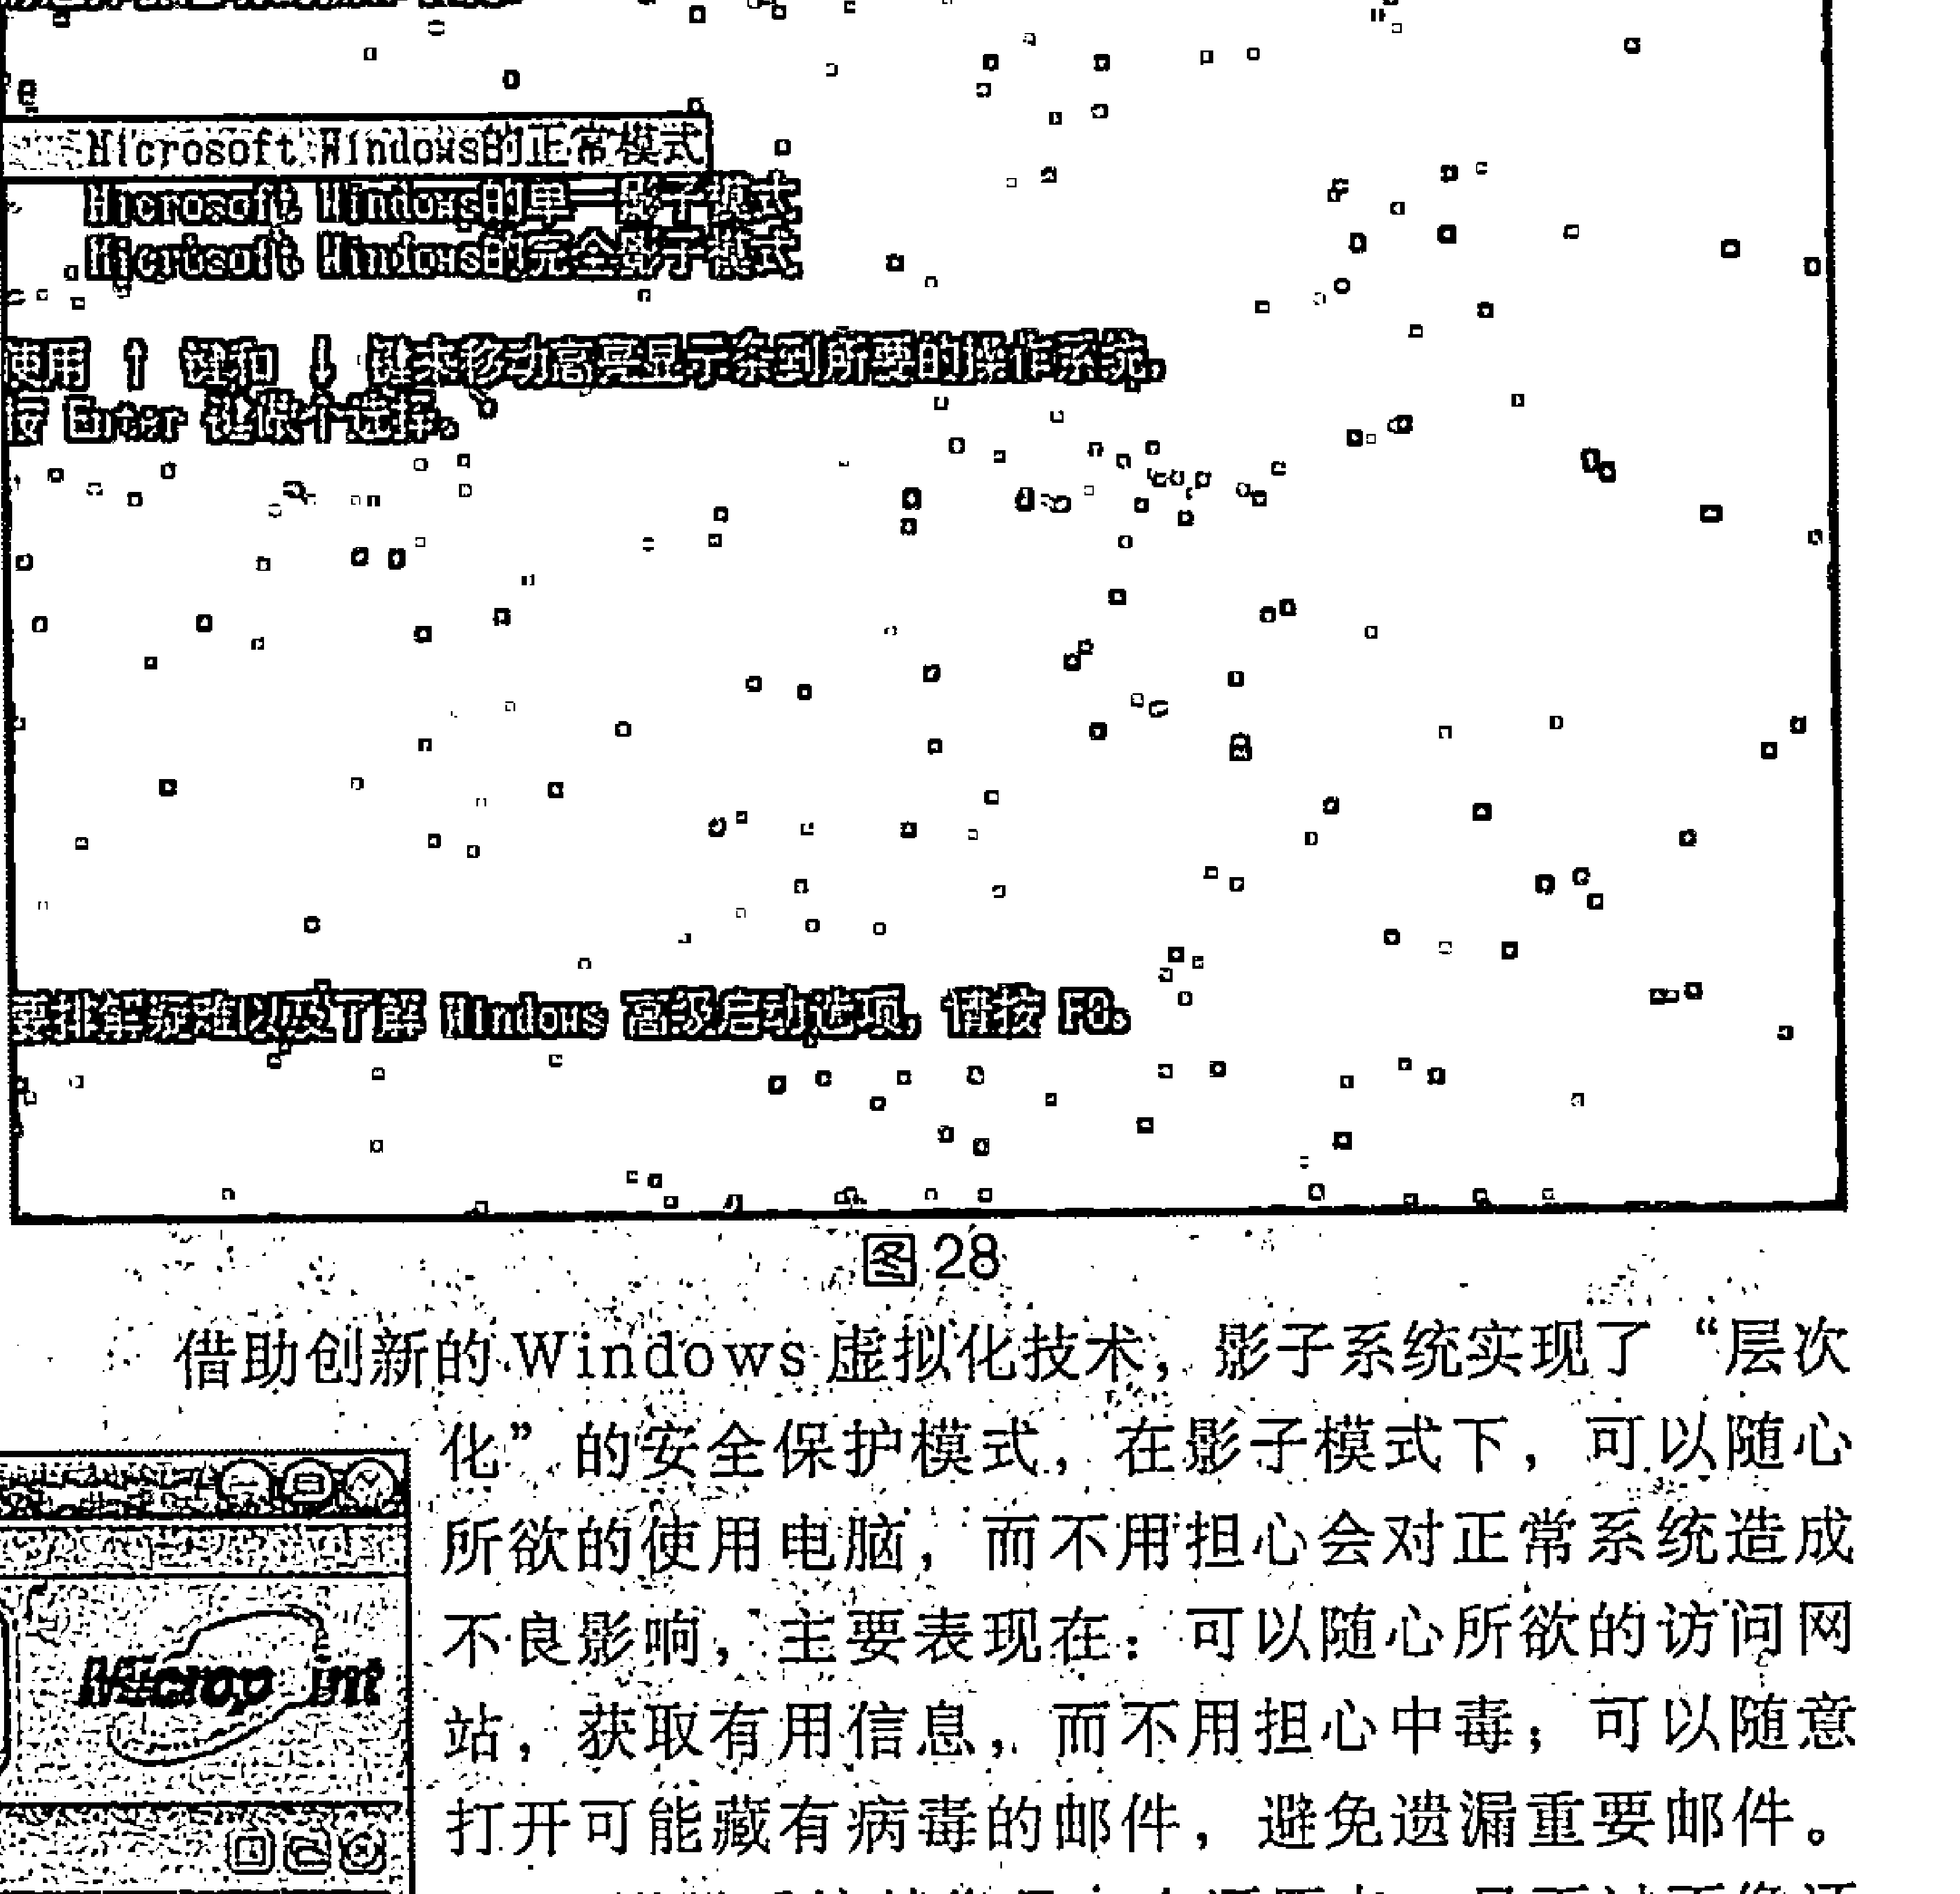 Microsoft Windows的正常模式
Microsoft Windows的单一影子模式
Microsoft Windows的完全影子模式
使用 ↑ 键和 ↓ 键来移动高亮显示条到所要的操作系统,
按 Enter 键做个选择。
要排解疑难以及了解 Windows 高级启动选项, 请按 F8。
图 28
借助创新的 Windows 虚拟化技术，影子系统实现了“层次
化”的安全保护模式，在影子模式下，可以随心
所欲的使用电脑，而不用担心会对正常系统造成
不良影响，主要表现在：可以随心所欲的访问网
站，获取有用信息，而不用担心中毒；可以随意
打开可能藏有病毒的邮件，避免遗漏重要邮件。
Micropoint